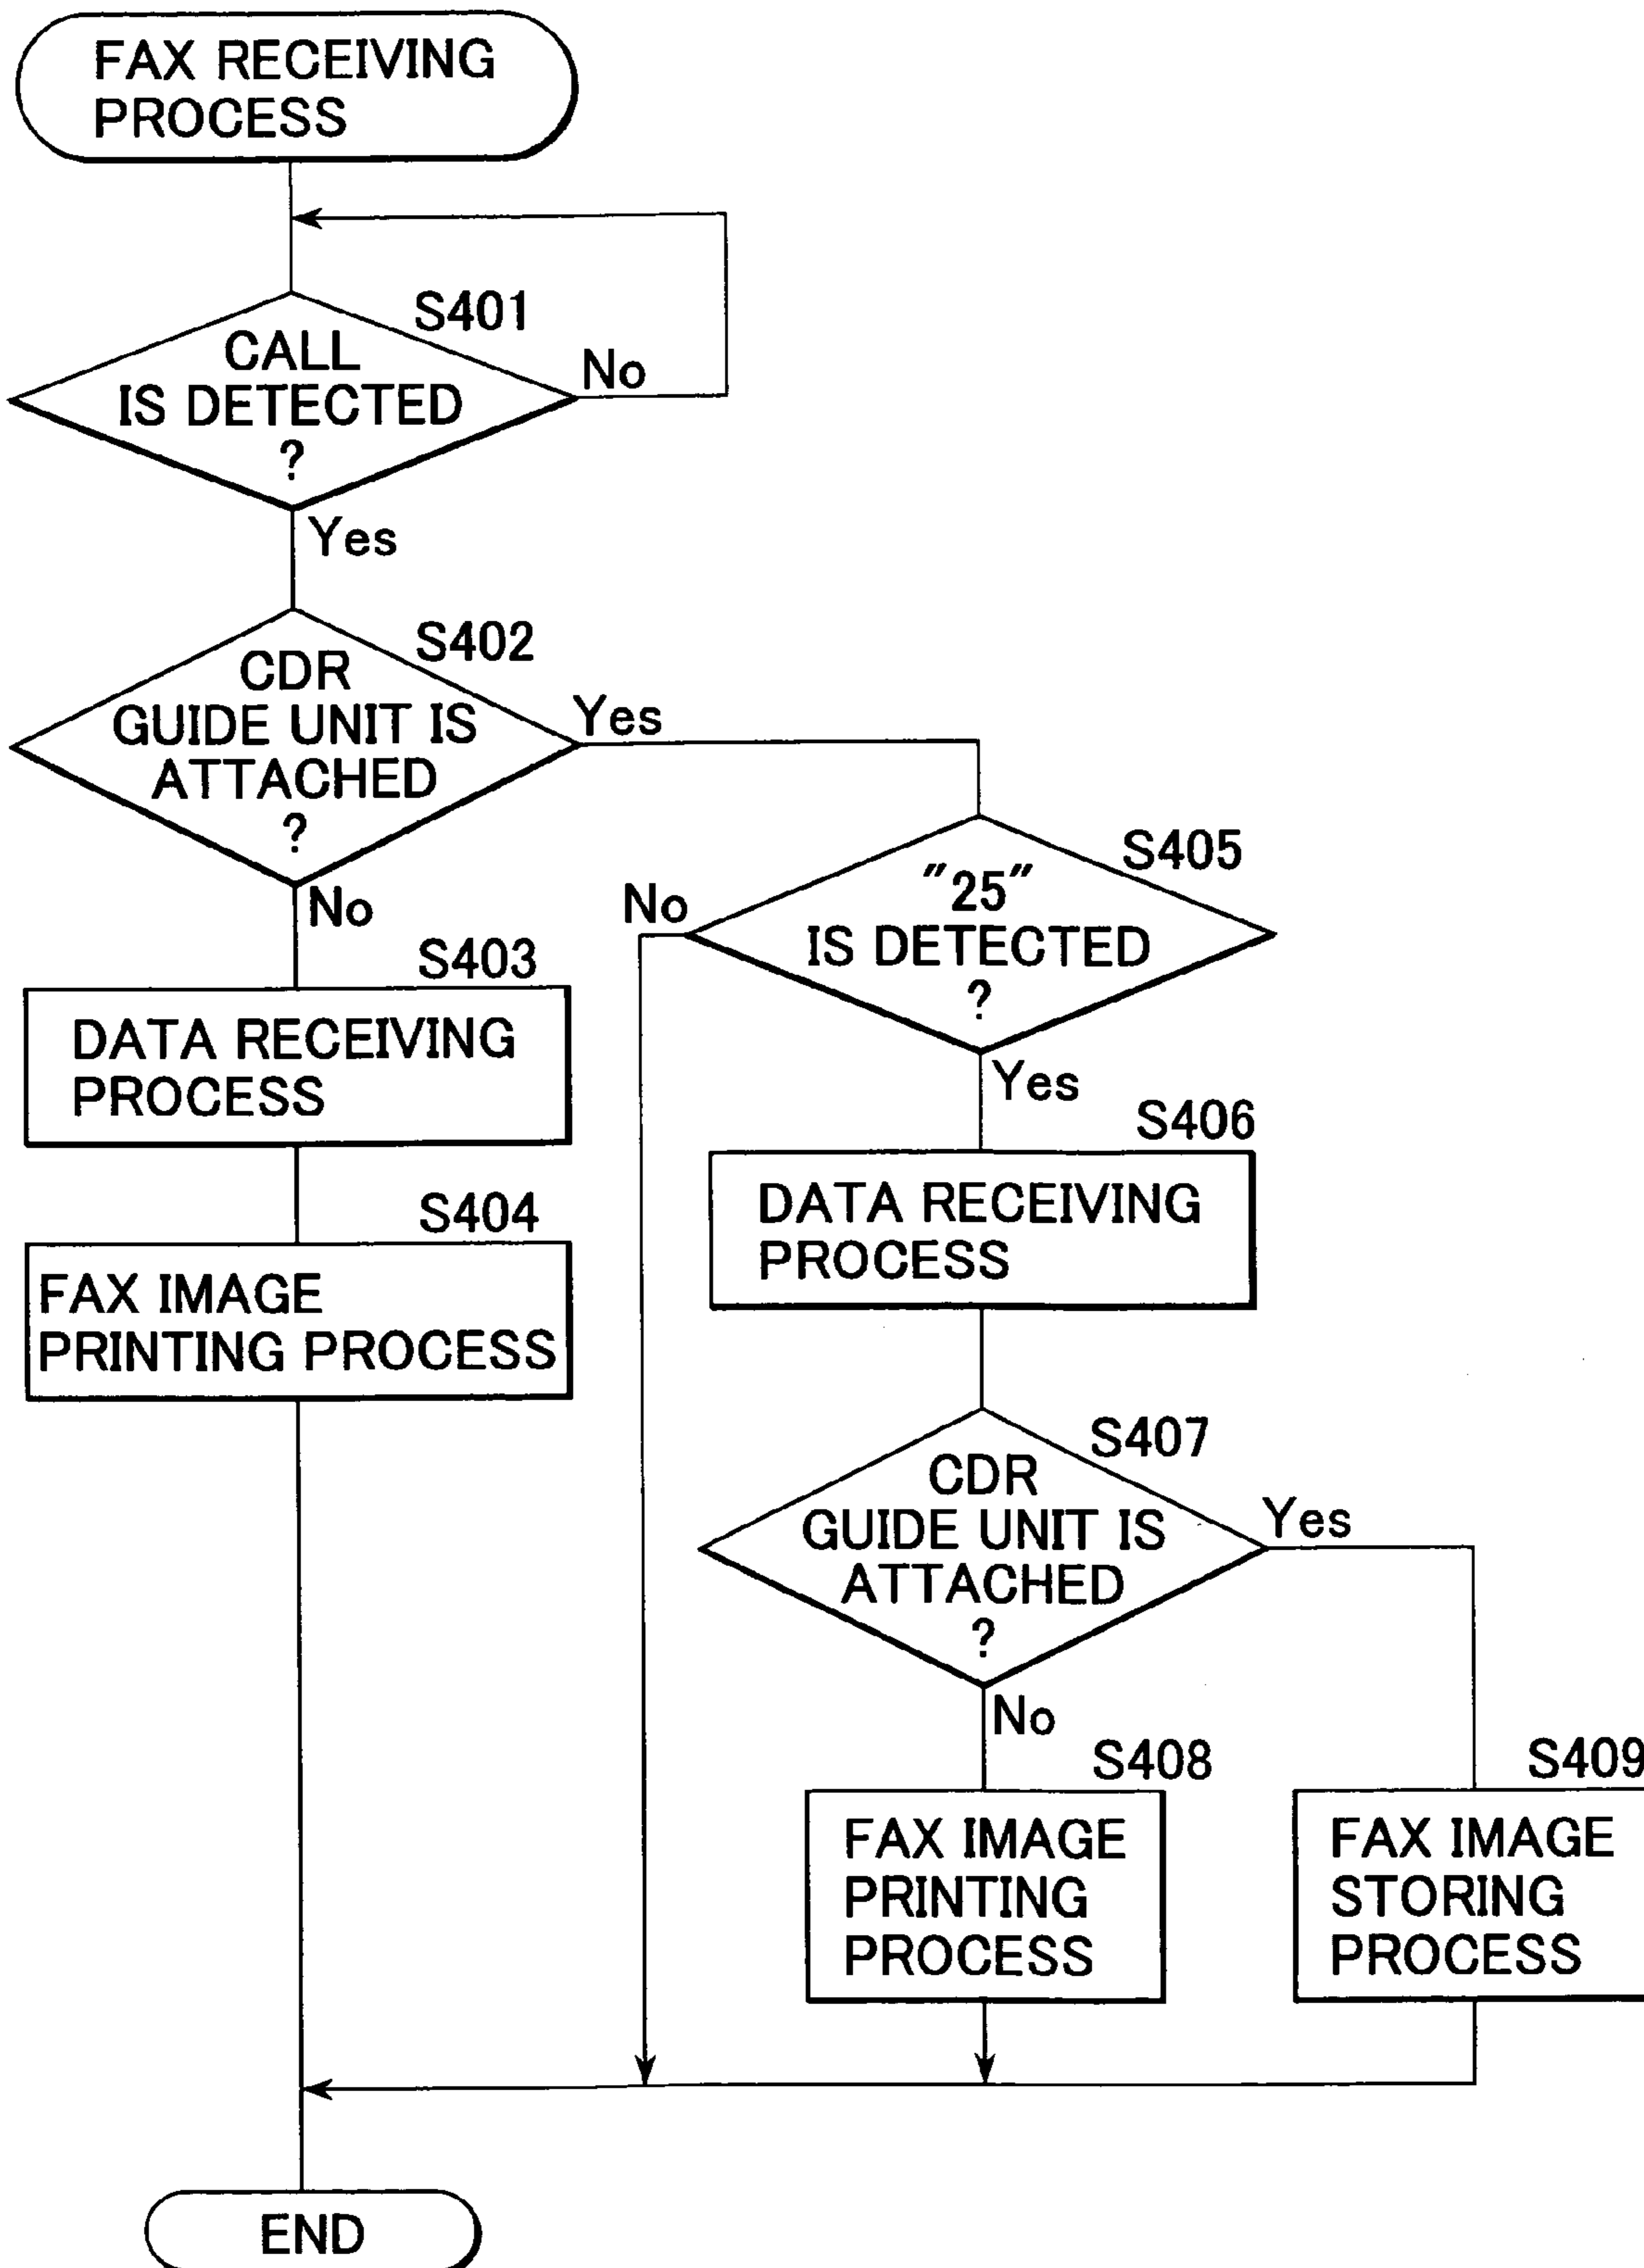 FAX RECEIVING
PROCESS
S401
CALL
IS DETECTED
?
No
Yes
S402
CDR
GUIDE UNIT IS
ATTACHED
?
Yes
No
S403
DATA RECEIVING
PROCESS
S404
FAX IMAGE
PRINTING PROCESS
S405
"25"
IS DETECTED
?
No
Yes
S406
DATA RECEIVING
PROCESS
S407
CDR
GUIDE UNIT IS
ATTACHED
?
Yes
No
S408
FAX IMAGE
PRINTING
PROCESS
S409
FAX IMAGE
STORING
PROCESS
END